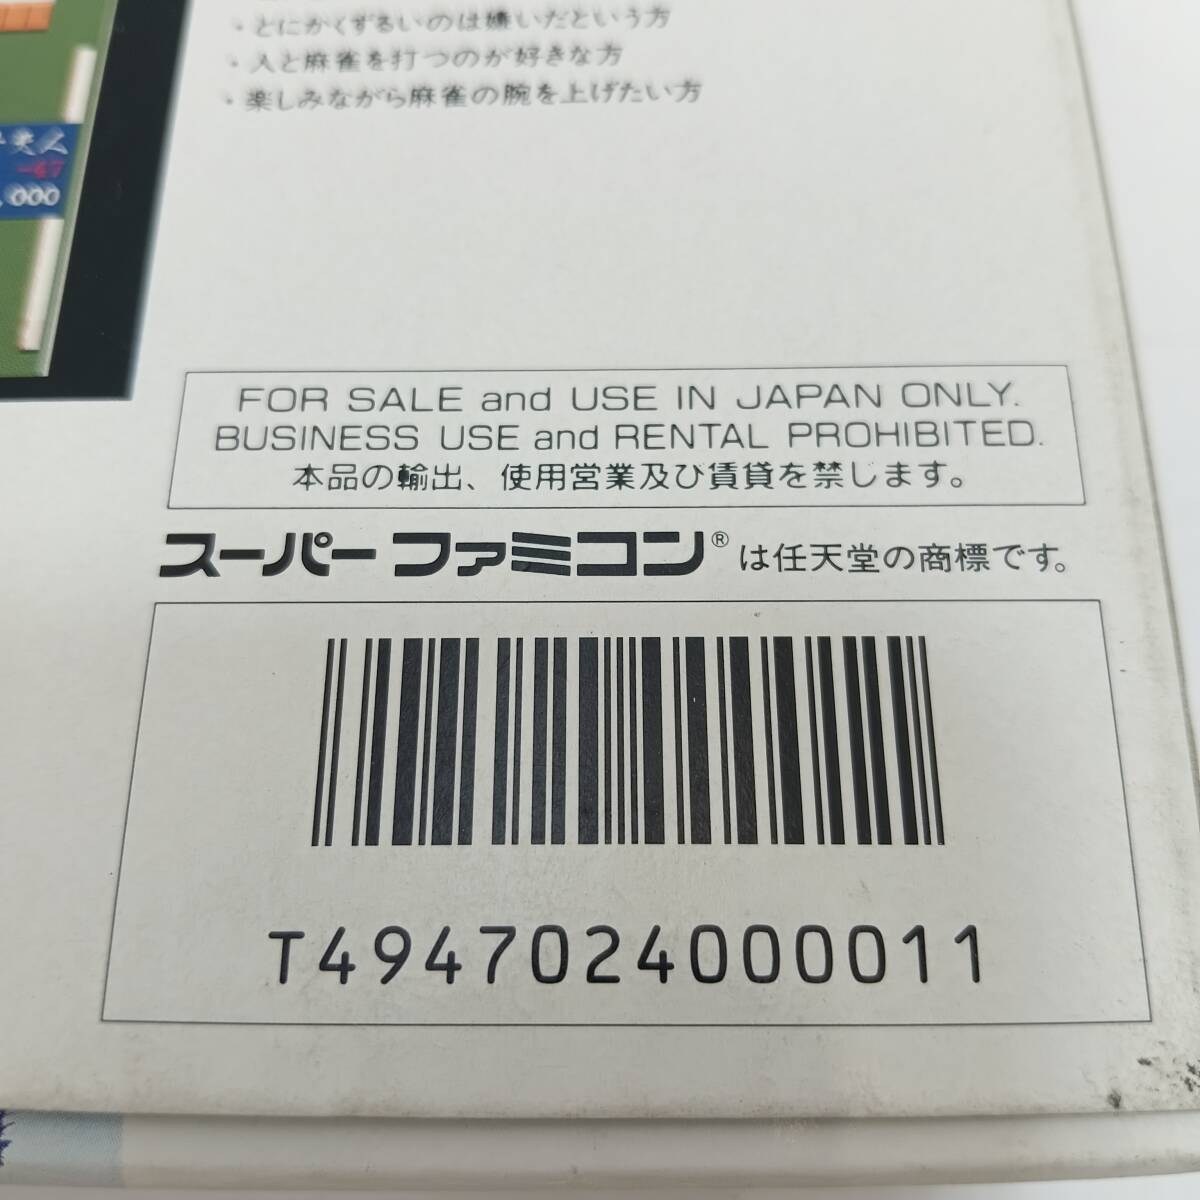 ・とにかくずるいのは嫌いだという方
・人と麻雀を打つのが好きな方
・楽しみながら麻雀の腕を上げたい方
-47
,000
FOR SALE and USE IN JAPAN ONLY.
BUSINESS USE and RENTAL PROHIBITED.
本品の輸出、使用営業及び賃貸を禁じます。
スーパーファミコン® は任天堂の商標です。
T4947024000011